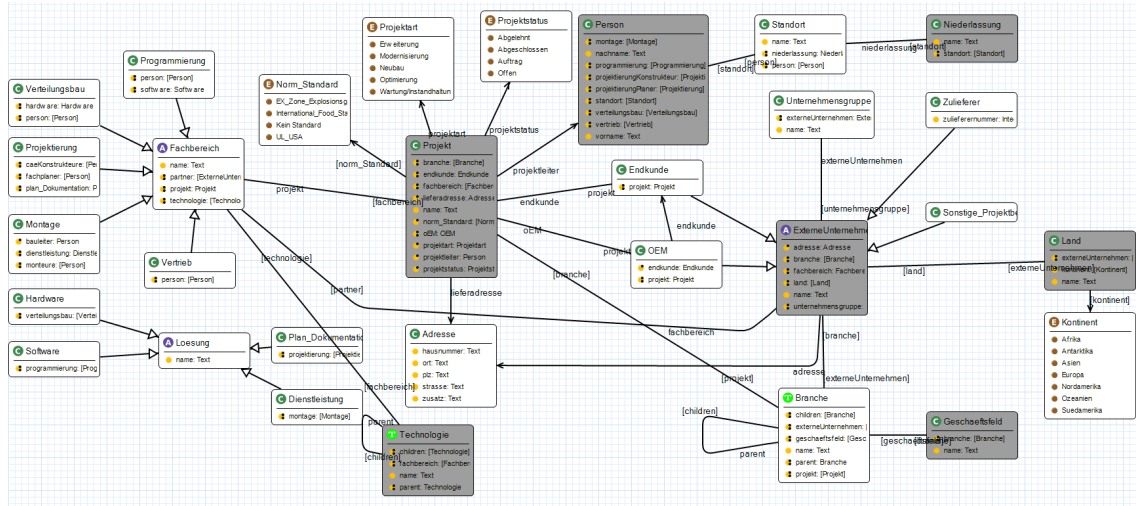 Projektart
Erweiterung
Modernisierung
Neubau
Optimierung
Wartung/Instandhaltun
Projektstatus
Abgelehnt
Abgeschlossen
Auftrag
Offen
Person
montage: [Montage]
nachname: Text
programmierung: [Programmierung]
projektierungKonstrukteur: [Projekti
projektierungPlaner: [Projektierung]
standort: [Standort]
verteilungsbau: [Verteilungsbau]
vertrieb: [Vertrieb]
vorname: Text
Standort
name: Text
niederlassung: [Niederl
person: [Person]
Niederlassung
name: Text
standort: [Standort]
niederlassung
[standort]
[person]
[standort]
Programmierung
person: [Person]
software: Software
Norm_Standard
EX_Zone_Explosionsg
International_Food_Sta
Kein Standard
UL_USA
Verteilungsbau
hardware: Hardware
person: [Person]
Unternehmensgruppe
externeUnternehmen: Exte
name: Text
Zulieferer
zulieferernummer: Inte
Projektierung
caeKonstrukteure: [Pe
fachplaner: [Person]
plan_Dokumentation: P
Fachbereich
name: Text
partner: [ExterneUnter
projekt: Projekt
technologie: [Technolo
Projekt
branche: [Branche]
endkunde: Endkunde
fachbereich: [Fachber
lieferadresse: Adresse
name: Text
norm_Standard: [Norm
oEM: OEM
projektart: Projektart
projektleiter: Person
projektstatus: Projekts
projektart
projektstatus
[norm_Standard]
projektleiter
projekt
[fachbereich]
endkunde
projekt
oEM
projekt
Endkunde
projekt: Projekt
externeUnternehmen
[unternehmensgruppe]
Sonstige_Projektbe
Montage
bauleiter: Person
dienstleistung: Dienstle
monteure: [Person]
Vertrieb
person: [Person]
[technologie]
OEM
endkunde: Endkunde
projekt: Projekt
endkunde
ExterneUnternehme
adresse: Adresse
branche: [Branche]
fachbereich: Fachbere
land: [Land]
name: Text
unternehmensgruppe:
[land]
[externeUnternehmen]
Land
externeUnternehmen: [
kontinent: [Kontinent]
name: Text
[kontinent]
Hardware
verteilungsbau: [Vertei
[partner]
lieferadresse
[branche]
fachbereich
[branche]
Software
programmierung: [Prog
Loesung
name: Text
Plan_Dokumentation
projektierung: [Projektie
Adresse
hausnummer: Text
ort: Text
plz: Text
strasse: Text
zusatz: Text
Kontinent
Afrika
Antarktika
Asien
Europa
Nordamerika
Ozeanien
Suedamerika
adresse
[projekt]
[externeUnternehmen]
[fachbereich]
Dienstleistung
montage: [Montage]
parent
[children]
Technologie
children: [Technologie]
fachbereich: [Fachber
name: Text
parent: Technologie
[children]
parent
Branche
children: [Branche]
externeUnternehmen: [
geschaeftsfeld: [Gesc
name: Text
parent: Branche
projekt: [Projekt]
Geschaeftsfeld
branche: [Branche]
name: Text